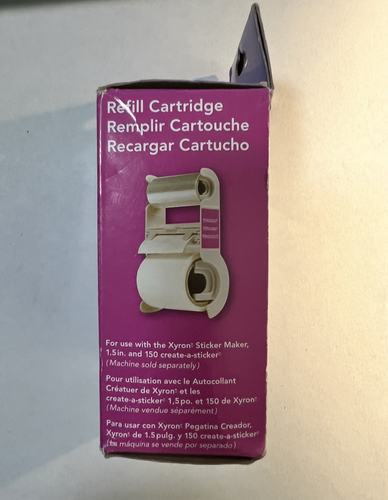 Refill Cartridge
Remplir Cartouche
Recargar Cartucho
For use with the Xyron® Sticker Maker,
1.5in. and 150 create-a-sticker®
(Machine sold separately)
Pour utilisation avec le Autocollant
Créatuer de Xyron® et les
create-a-sticker® 1,5po. et 150 de Xyron®
(Machine vendue séparément)
Para usar con Xyron® Pegatina Creador,
Xyron® de 1.5pulg. y 150 create-a-sticker®
(la máquina se vende por separado)